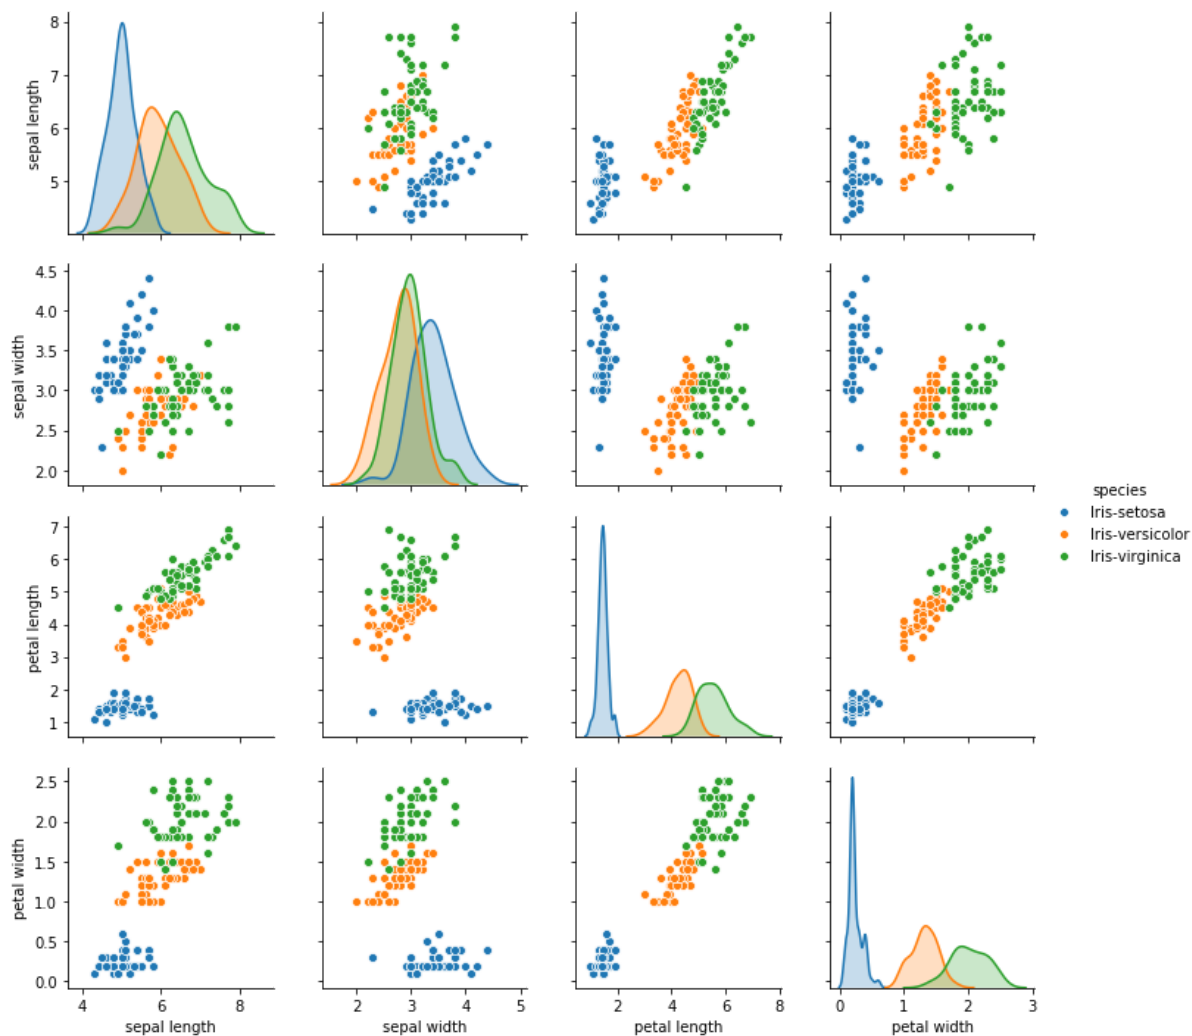 8
7
6
5
sepal length
4.5
4.0
3.5
3.0
2.5
2.0
sepal width
species
Iris-setosa
Iris-versicolor
Iris-virginica
7
6
5
4
3
2
1
petal length
2.5
2.0
1.5
1.0
0.5
0.0
petal width
4 6 8
2 3 4 5
2 4 6 8
0 1 2 3
sepal length
sepal width
petal length
petal width